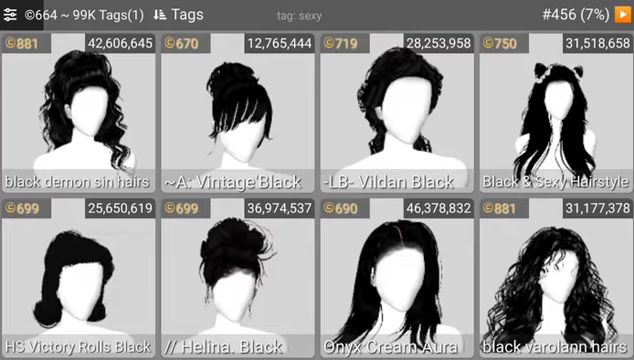 ©664 ~ 99K Tags(1) Tags tag: sexy #456 (7%)
©881 42,606,645
©670 12,765,444
©719 28,253,958
©750 31,518,658
black demon sin hairs
~A: Vintage'Black
-LB- Vildan Black
Black & Sexy Hairstyle
©699 25,650,619
©699 36,974,537
©690 46,378,832
©881 31,177,378
HS Victory Rolls Black
// Helina. Black
Onyx Cream Aura
black varolann hairs